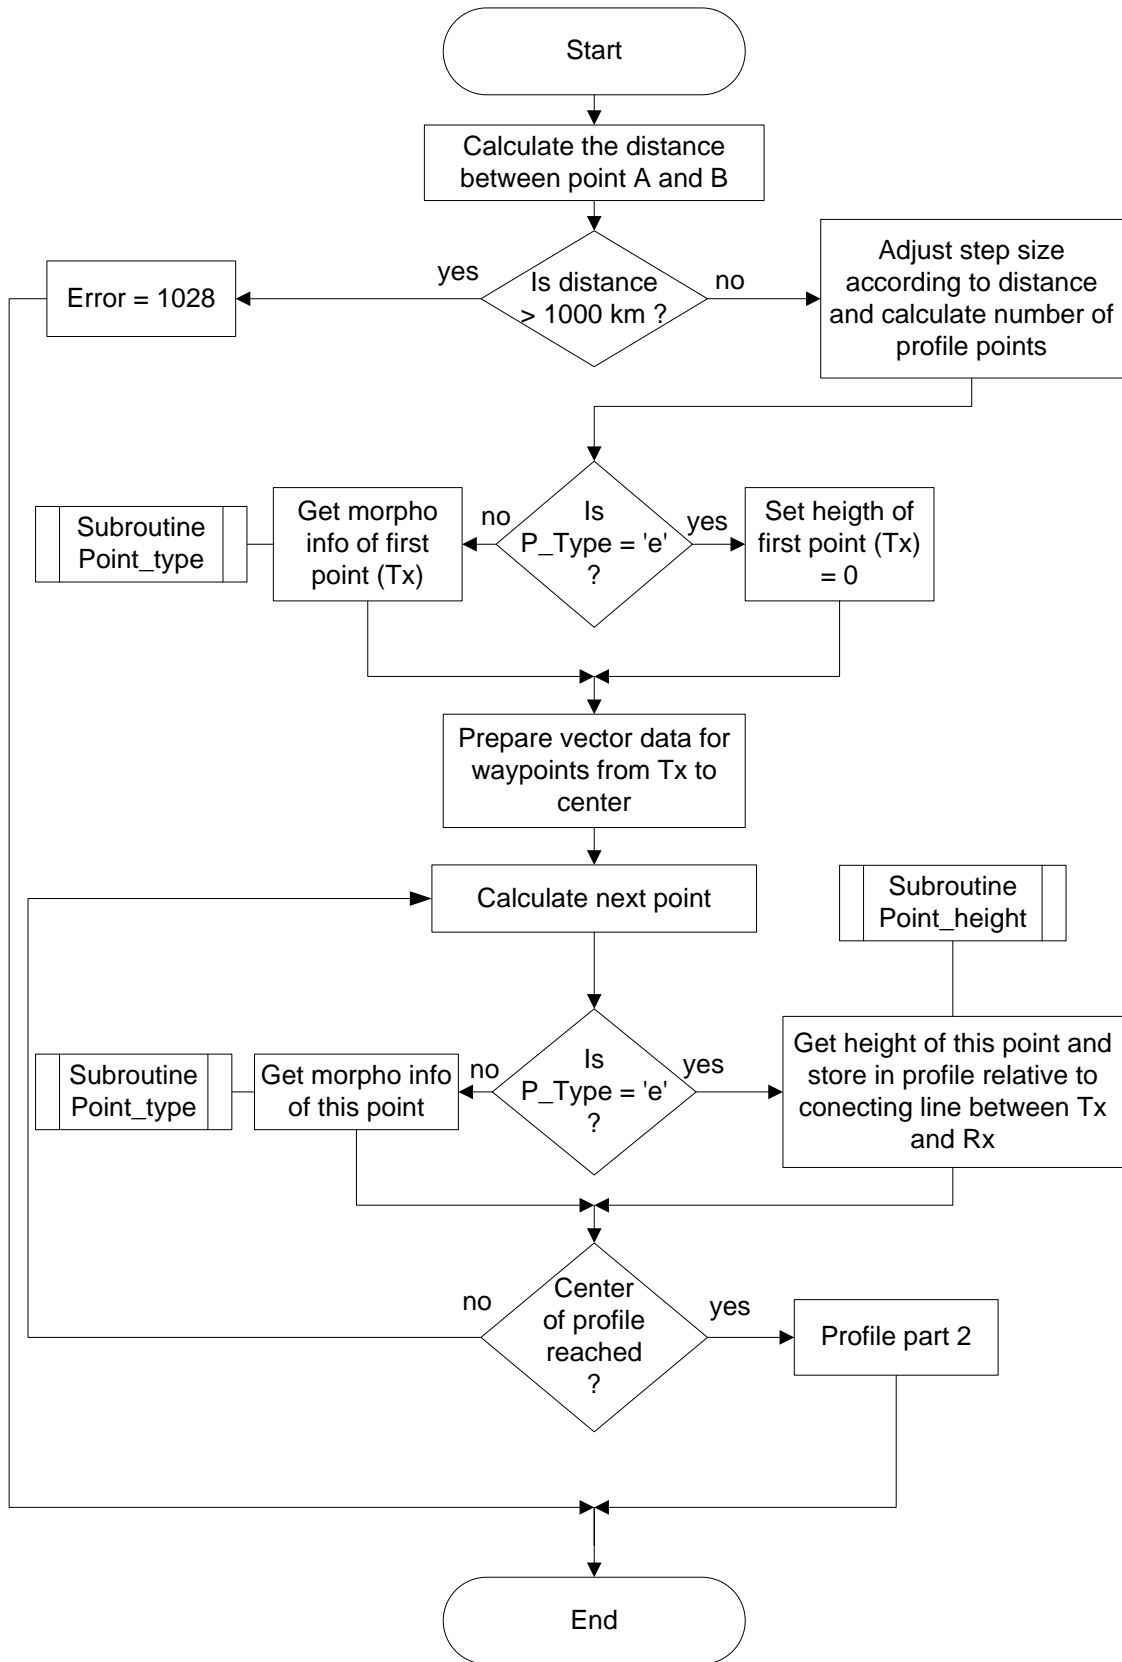 Start
Calculate the distance
between point A and B
yes
Is distance
> 1000 km ?
no
Error = 1028
Adjust step size
according to distance
and calculate number of
profile points
Subroutine
Point_type
Get morpho
info of first
point (Tx)
no
Is
P_Type = 'e'
?
yes
Set heigth of
first point (Tx)
= 0
Prepare vector data for
waypoints from Tx to
center
Calculate next point
Subroutine
Point_height
Subroutine
Point_type
Get morpho info
of this point
no
Is
P_Type = 'e'
?
yes
Get height of this point and
store in profile relative to
conecting line between Tx
and Rx
no
Center
of profile
reached
?
yes
Profile part 2
End